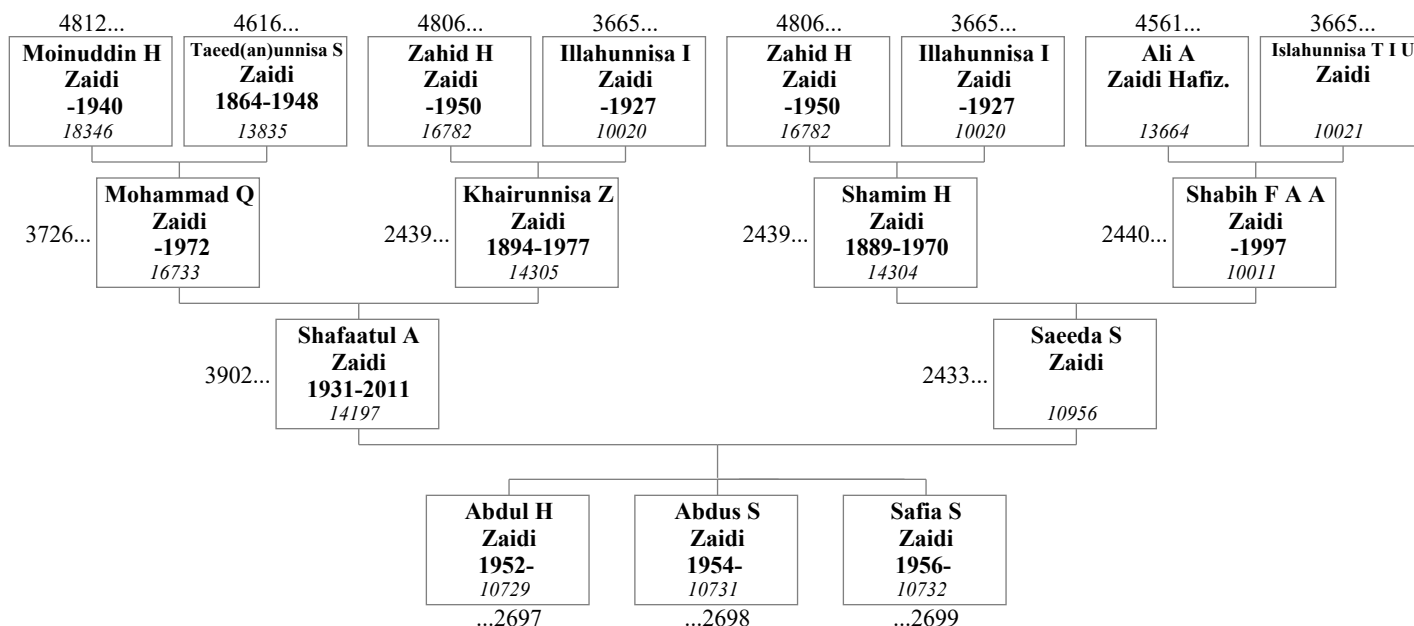 4812...
4616...
4806...
3665...
4806...
3665...
4561...
3665...
Moinuddin H
Zaidi
-1940
18346
Taeed(an)unnisa S
Zaidi
1864-1948
13835
Zahid H
Zaidi
-1950
16782
Illahunnisa I
Zaidi
-1927
10020
Zahid H
Zaidi
-1950
16782
Illahunnisa I
Zaidi
-1927
10020
Ali A
Zaidi Hafiz.
13664
Islahunnisa T I U
Zaidi
10021
3726...
Mohammad Q
Zaidi
-1972
16733
2439...
Khairunnisa Z
Zaidi
1894-1977
14305
2439...
Shamim H
Zaidi
1889-1970
14304
2440...
Shabih F A A
Zaidi
-1997
10011
3902...
Shafaatul A
Zaidi
1931-2011
14197
2433...
Saeeda S
Zaidi
10956
Abdul H
Zaidi
1952-
10729
...2697
Abdus S
Zaidi
1954-
10731
...2698
Safia S
Zaidi
1956-
10732
...2699